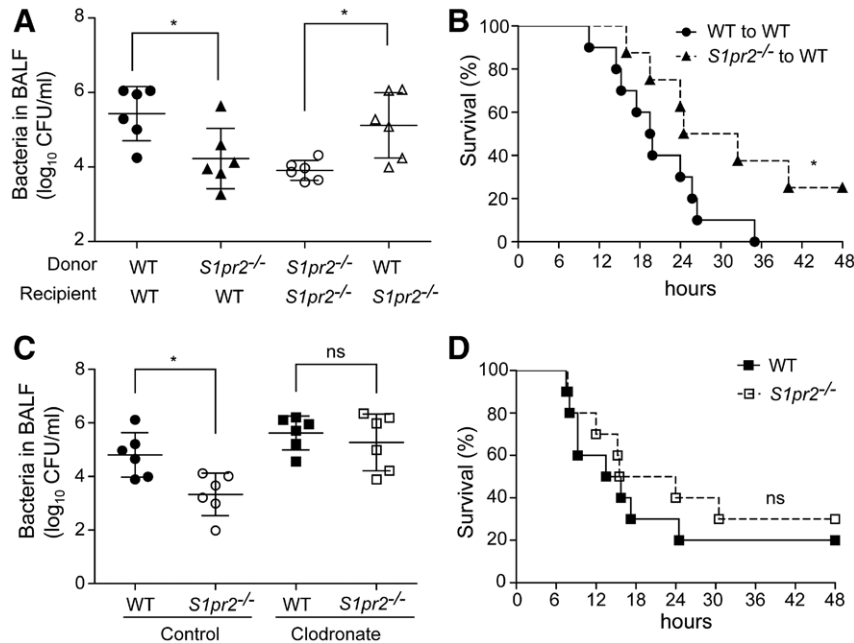 A
Bacteria in BALF
(log10 CFU/ml)
8
6
4
2
*
*
Donor WT S1pr2-/- S1pr2-/- WT
Recipient WT WT S1pr2-/- S1pr2-/-
B
WT to WT
S1pr2-/- to WT
Survival (%)
100
80
60
40
20
0
*
0 6 12 18 24 30 36 42 48
hours
C
Bacteria in BALF
(log10 CFU/ml)
8
6
4
2
0
*
ns
WT S1pr2-/- WT S1pr2-/-
Control Clodronate
D
WT
S1pr2-/-
Survival (%)
100
80
60
40
20
0
ns
0 6 12 18 24 30 36 42 48
hours